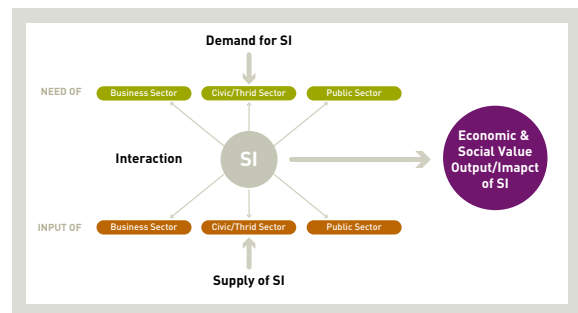 Demand for SI
NEED OF
Business Sector
Civic/Thrid Sector
Public Sector
Interaction
SI
Economic &
Social Value
Output/Imapct
of SI
INPUT OF
Business Sector
Civic/Thrid Sector
Public Sector
Supply of SI